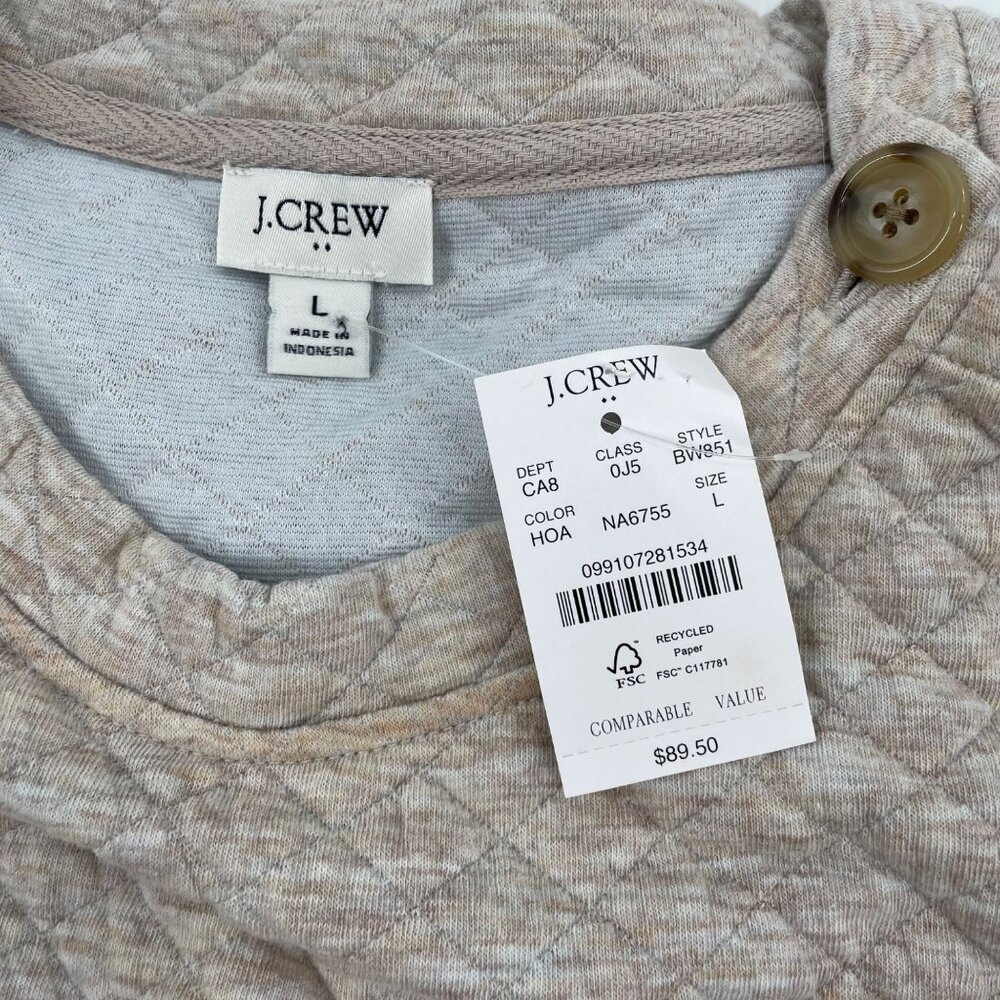 J.CREW
L
MADE IN
INDONESIA
J.CREW
DEPT CLASS STYLE
CA8 0J5 BW851
COLOR SIZE
HOA NA6755 L
099107281534
RECYCLED
Paper
FSC
FSC™ C117781
COMPARABLE VALUE
$89.50